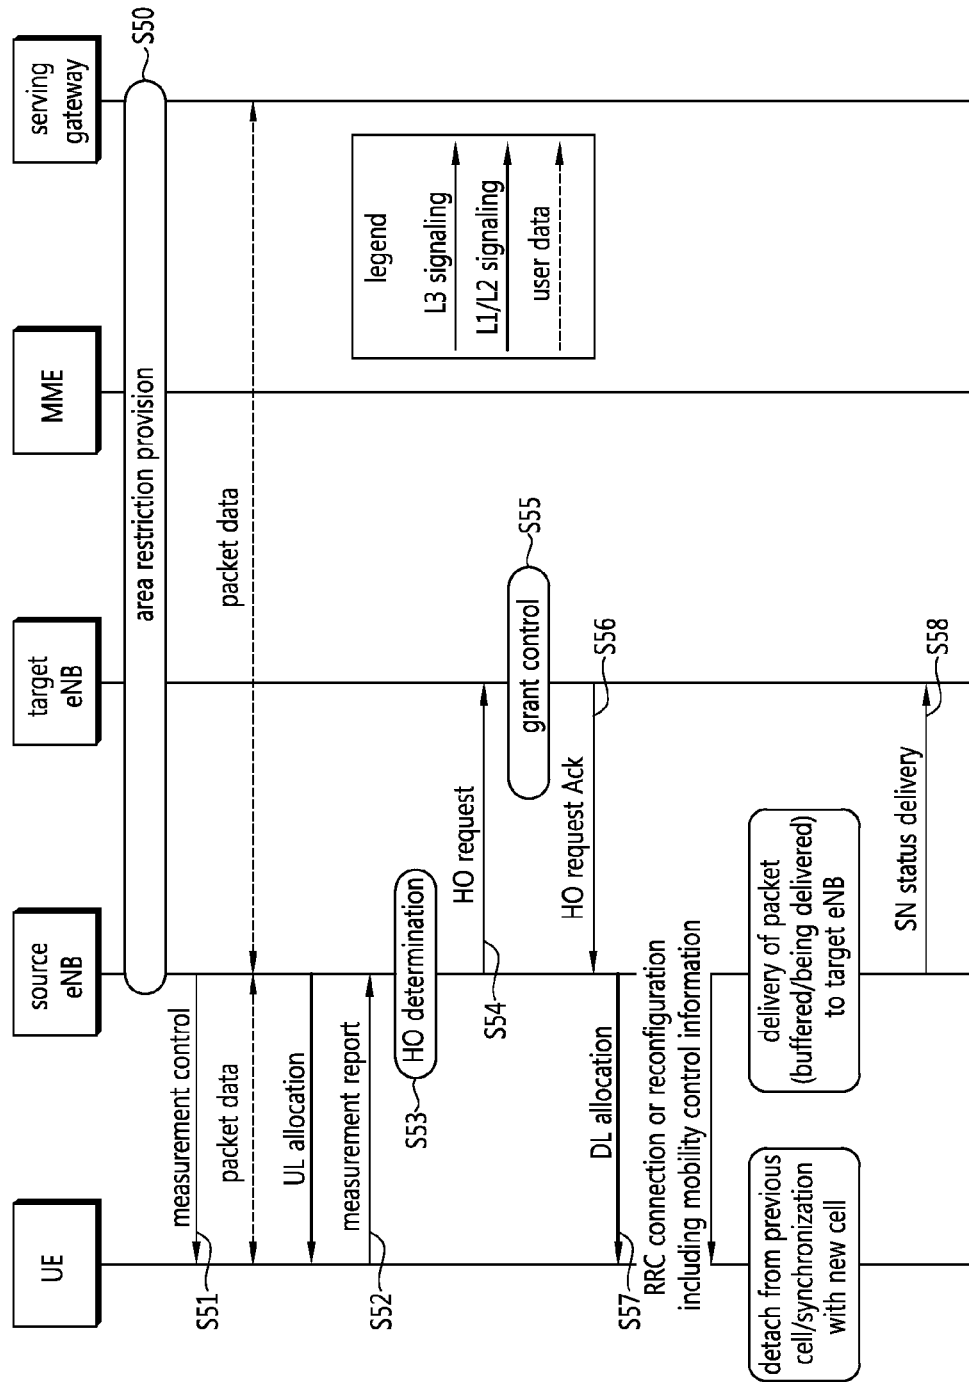 UE
source
eNB
target
eNB
MME
serving
gateway
area restriction provision
S50
measurement control
S51
packet data
packet data
UL allocation
measurement report
S52
HO determination
S53
HO request
S54
grant control
S55
HO request Ack
S56
DL allocation
S57
RRC connection or reconfiguration
including mobility control information
detach from previous
cell/synchronization
with new cell
delivery of packet
(buffered/being delivered)
to target eNB
SN status delivery
S58
legend
L3 signaling
L1/L2 signaling
user data